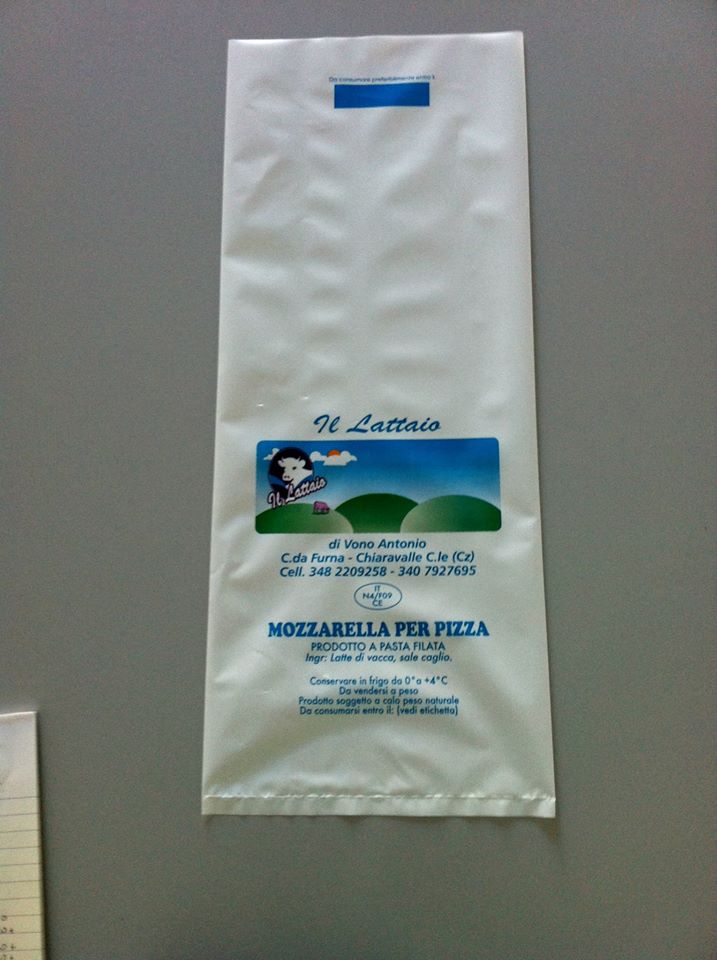 Da consumare preferibilmente entro il
Il Lattaio
Il Lattaio
di Vono Antonio
C.da Furna - Chiaravalle C.le (Cz)
Cell. 348 2209258 - 340 7927695
IT
N4/F09
CE
MOZZARELLA PER PIZZA
PRODOTTO A PASTA FILATA
Ingr: Latte di vacca, sale caglio.
Conservare in frigo da 0° a +4°C
Da vendersi a peso
Prodotto soggetto a calo peso naturale
Da consumarsi entro il: (vedi etichetta)